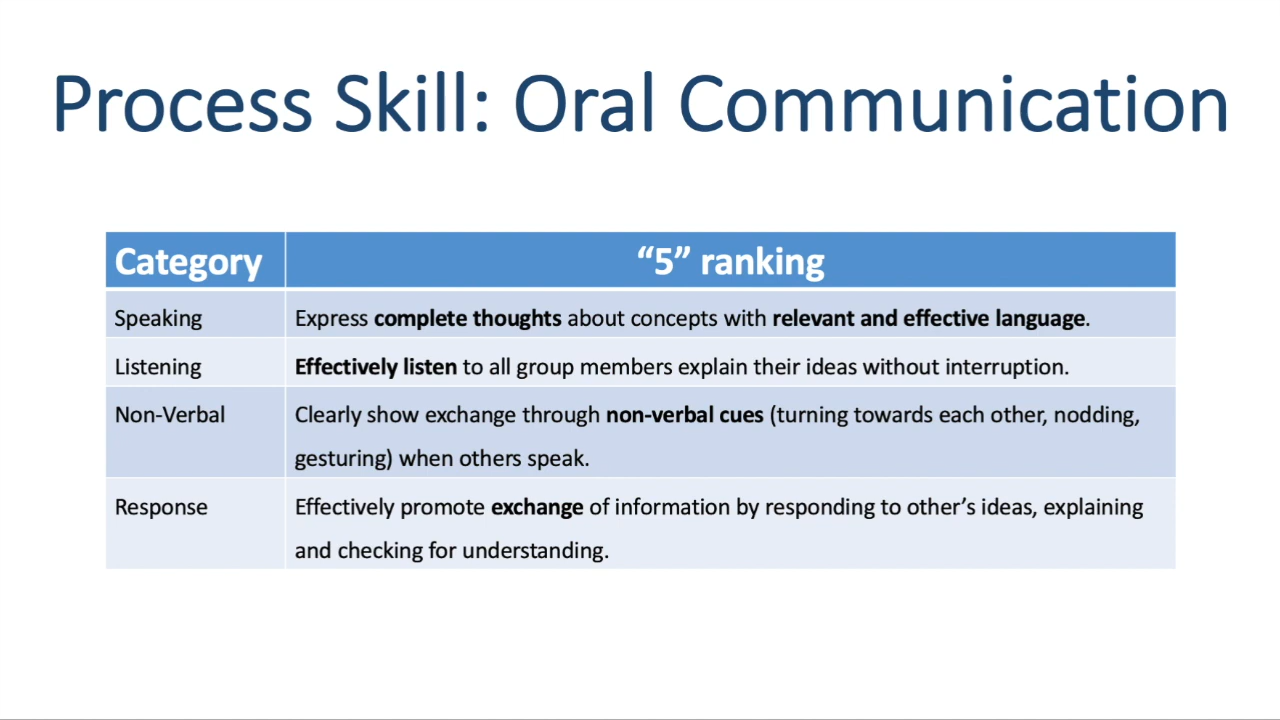 Process Skill: Oral Communication
Category “5” ranking
Speaking Express complete thoughts about concepts with relevant and effective language.
Listening Effectively listen to all group members explain their ideas without interruption.
Non-Verbal Clearly show exchange through non-verbal cues (turning towards each other, nodding,
gesturing) when others speak.
Response Effectively promote exchange of information by responding to other’s ideas, explaining
and checking for understanding.